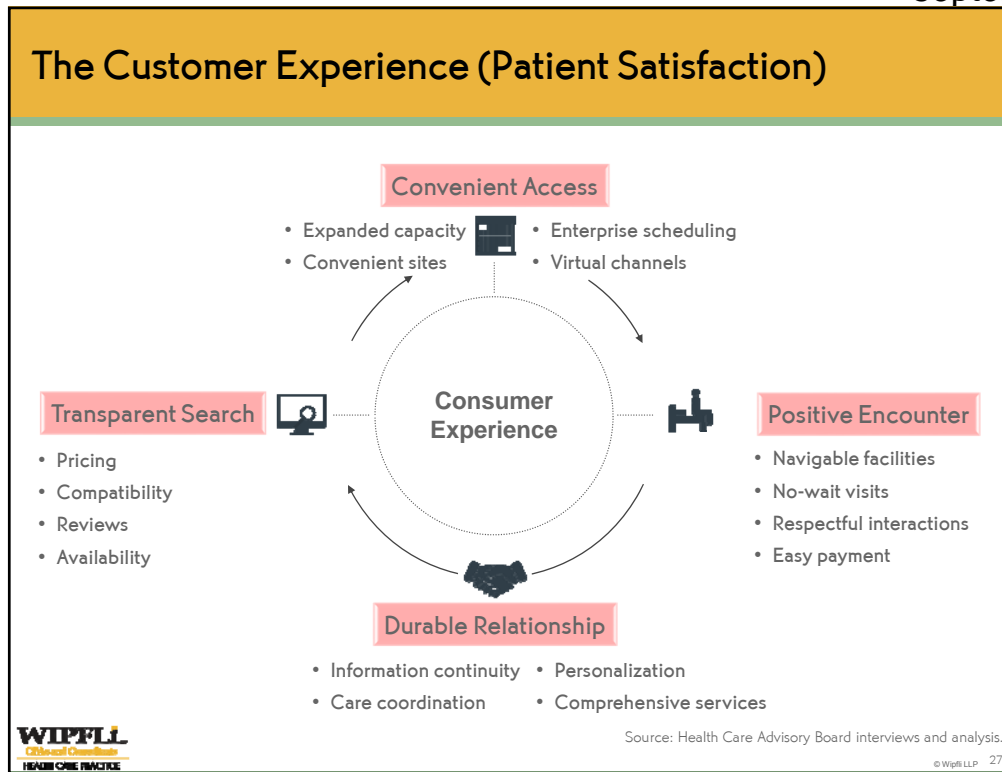 The Customer Experience (Patient Satisfaction)
Convenient Access
• Expanded capacity
• Convenient sites
• Enterprise scheduling
• Virtual channels
Transparent Search
• Pricing
• Compatibility
• Reviews
• Availability
Consumer
Experience
Positive Encounter
• Navigable facilities
• No-wait visits
• Respectful interactions
• Easy payment
Durable Relationship
• Information continuity
• Care coordination
• Personalization
• Comprehensive services
WIPFLI
CPAs and Consultants
HEALTH CARE PRACTICE
Source: Health Care Advisory Board interviews and analysis.
© Wipfli LLP 27